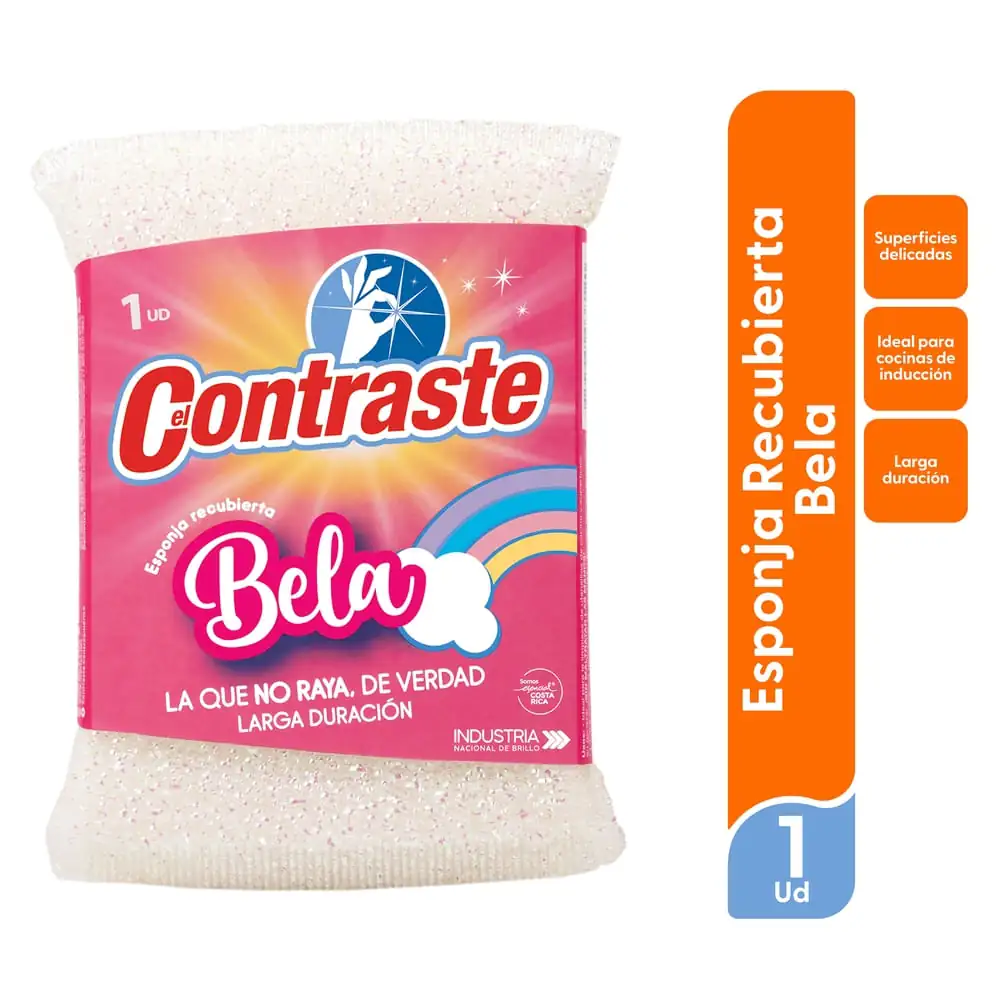 1 UD
el Contraste
Esponja recubierta
Bela
LA QUE NO RAYA, DE VERDAD
LARGA DURACIÓN
Somos
esencial
COSTA
RICA
INDUSTRIA
NACIONAL DE BRILLO
Esponja Recubierta
Bela
1
Ud
Superficies
delicadas
Ideal para
cocinas de
inducción
Larga
duración